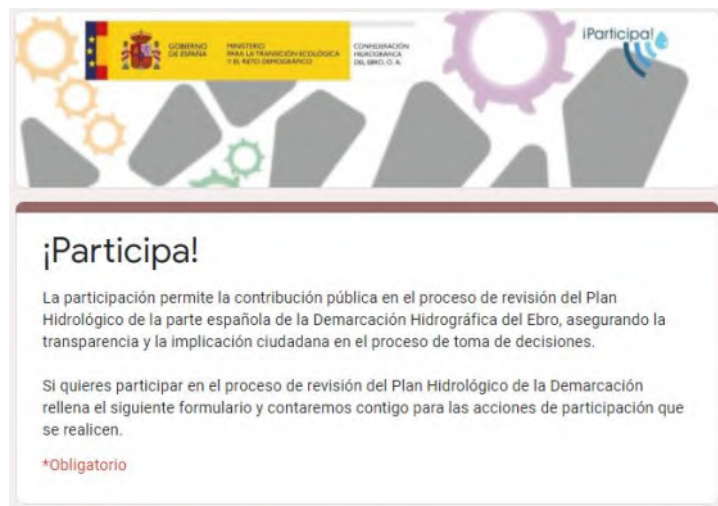 GOBIERNO
DE ESPAÑA
MINISTERIO
PARA LA TRANSICIÓN ECOLÓGICA
Y EL RETO DEMOGRÁFICO
CONFEDERACIÓN
HIDROGRÁFICA
DEL EBRO, O. A.
¡Participa!
¡Participa!
La participación permite la contribución pública en el proceso de revisión del Plan
Hidrológico de la parte española de la Demarcación Hidrográfica del Ebro, asegurando la
transparencia y la implicación ciudadana en el proceso de toma de decisiones.
Si quieres participar en el proceso de revisión del Plan Hidrológico de la Demarcación
rellena el siguiente formulario y contaremos contigo para las acciones de participación que
se realicen.
*Obligatorio